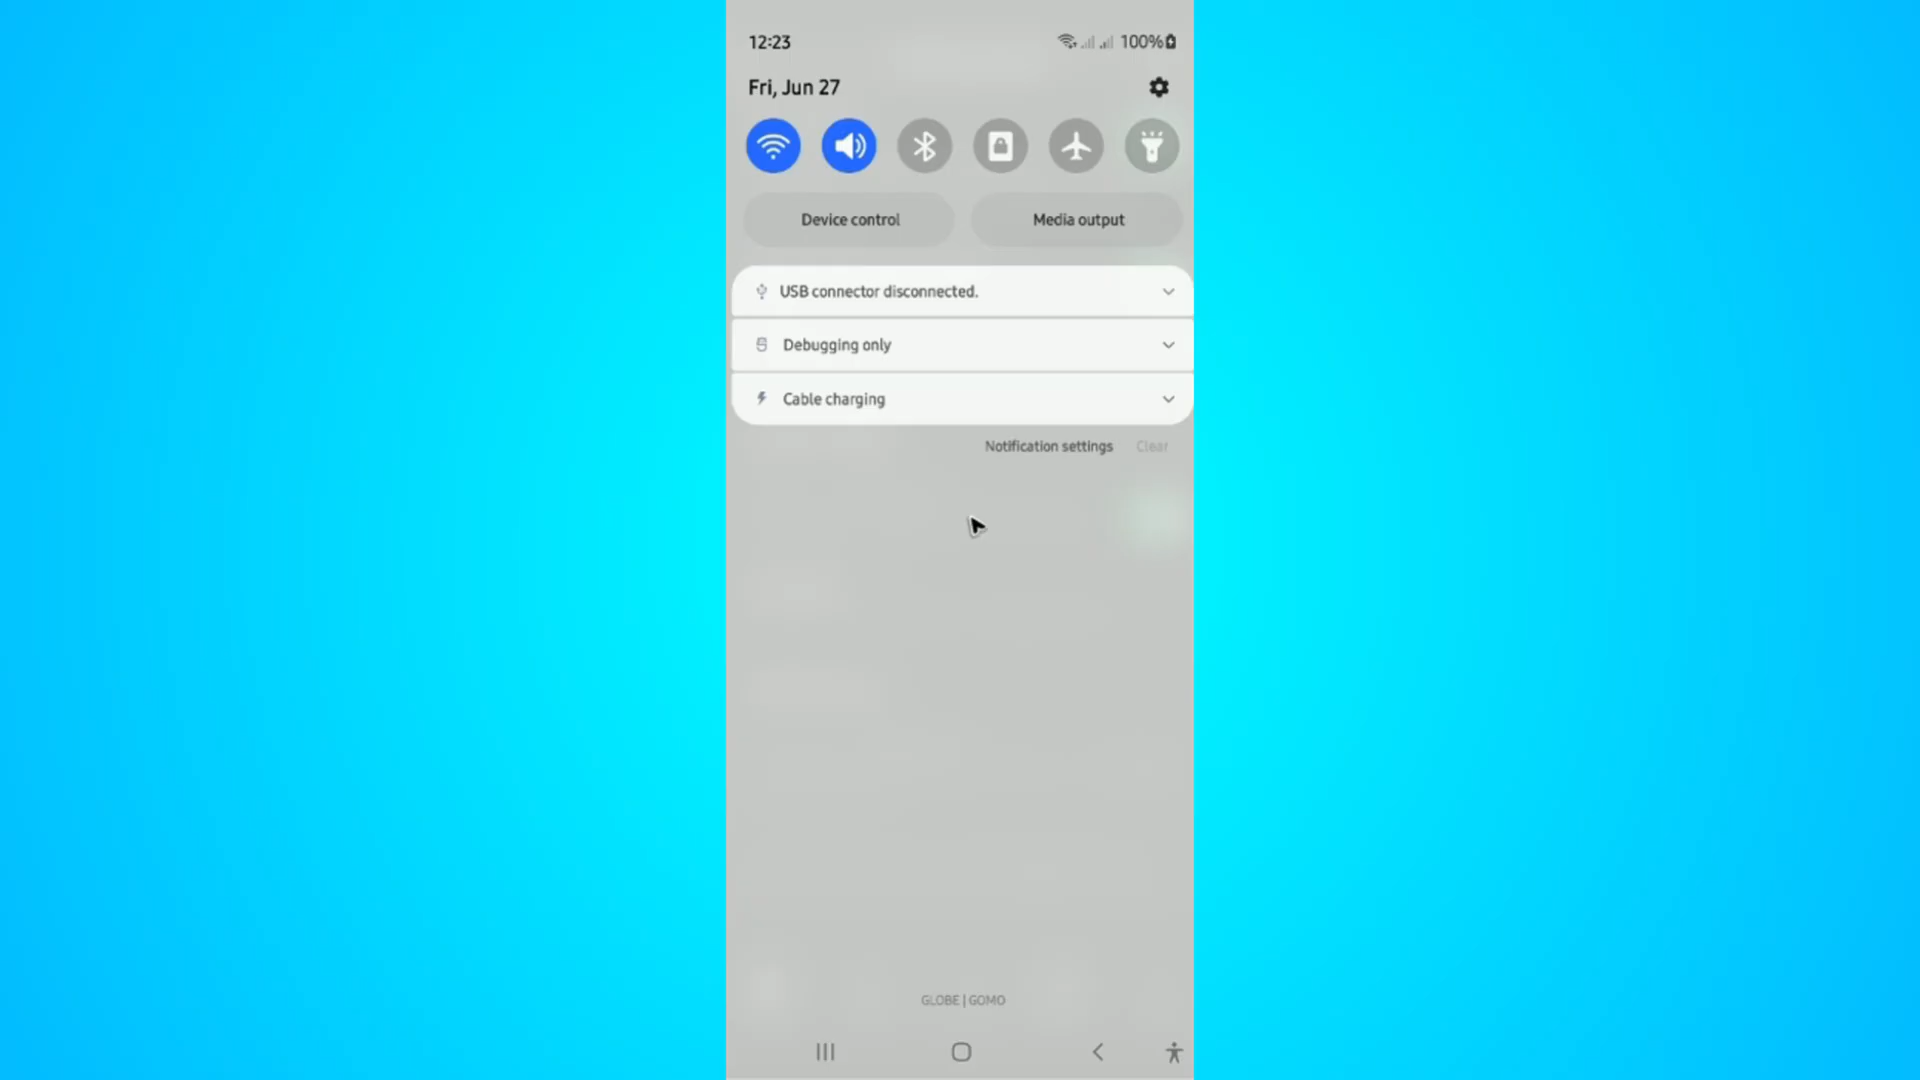 12:23 100%
Fri, Jun 27
Device control Media output
USB connector disconnected.
Debugging only
Cable charging
Notification settings Clear
GLOBE | GOMO